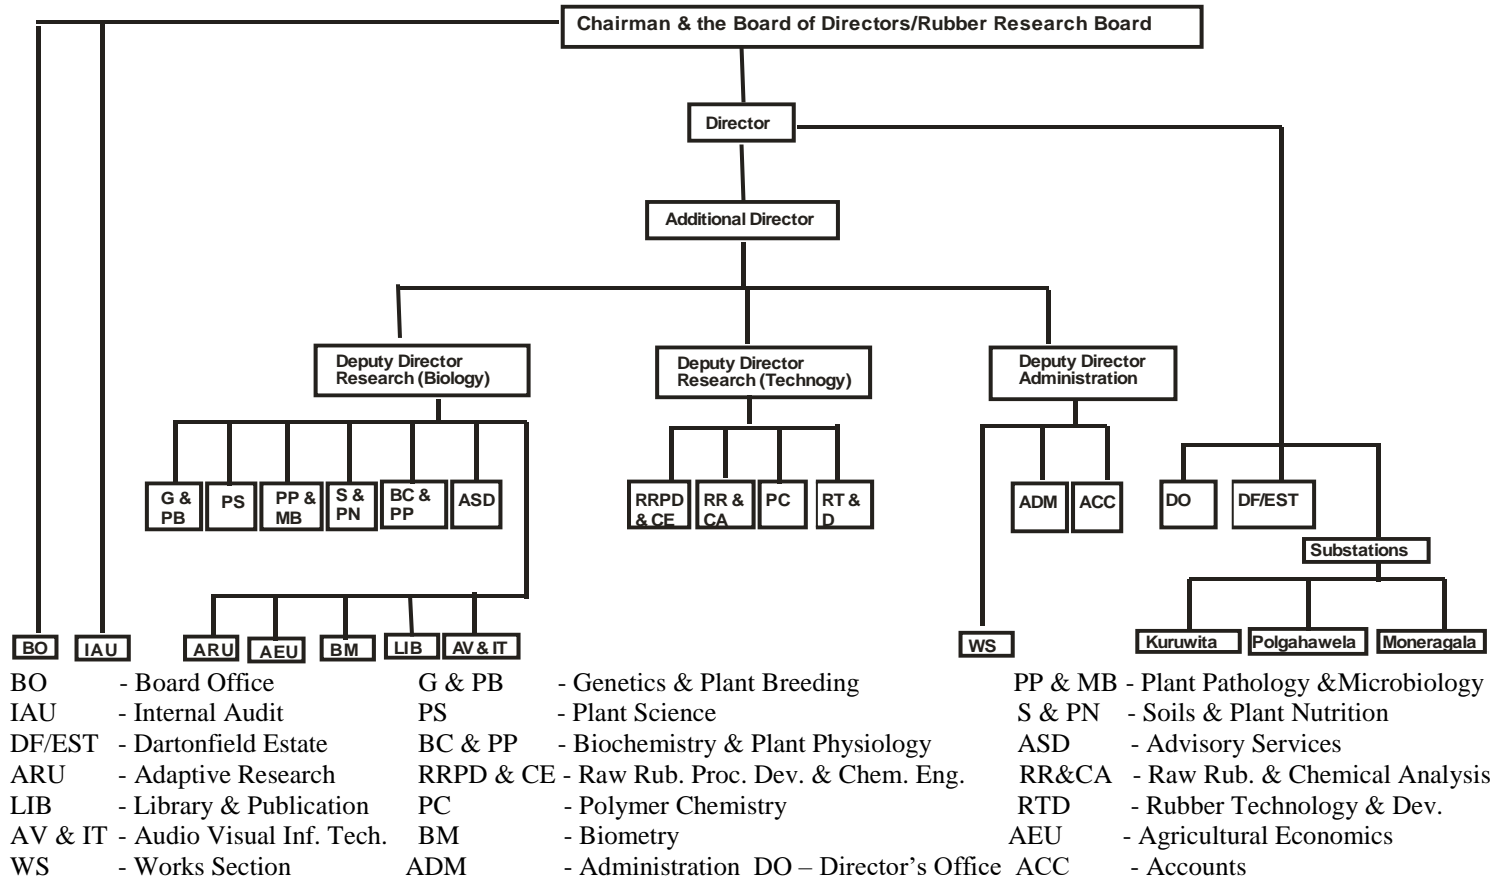 Chairman & the Board of Directors/Rubber Research Board
Director
Additional Director
Deputy Director
Research (Biology)
Deputy Director
Research (Technogy)
Deputy Director
Administration
G &
PB
PS
PP &
MB
S &
PN
BC &
PP
ASD
RRPD
& CE
RR &
CA
PC
RT &
D
ADM
ACC
DO
DF/EST
Substations
BO
IAU
ARU
AEU
BM
LIB
AV & IT
WS
Kuruwita
Polgahawela
Moneragala
BO - Board Office G & PB - Genetics & Plant Breeding PP & MB - Plant Pathology &Microbiology
IAU - Internal Audit PS - Plant Science S & PN - Soils & Plant Nutrition
DF/EST - Dartonfield Estate BC & PP - Biochemistry & Plant Physiology ASD - Advisory Services
ARU - Adaptive Research RRPD & CE - Raw Rub. Proc. Dev. & Chem. Eng. RR&CA - Raw Rub. & Chemical Analysis
LIB - Library & Publication PC - Polymer Chemistry RTD - Rubber Technology & Dev.
AV & IT - Audio Visual Inf. Tech. BM - Biometry AEU - Agricultural Economics
WS - Works Section ADM - Administration DO – Director’s Office ACC - Accounts